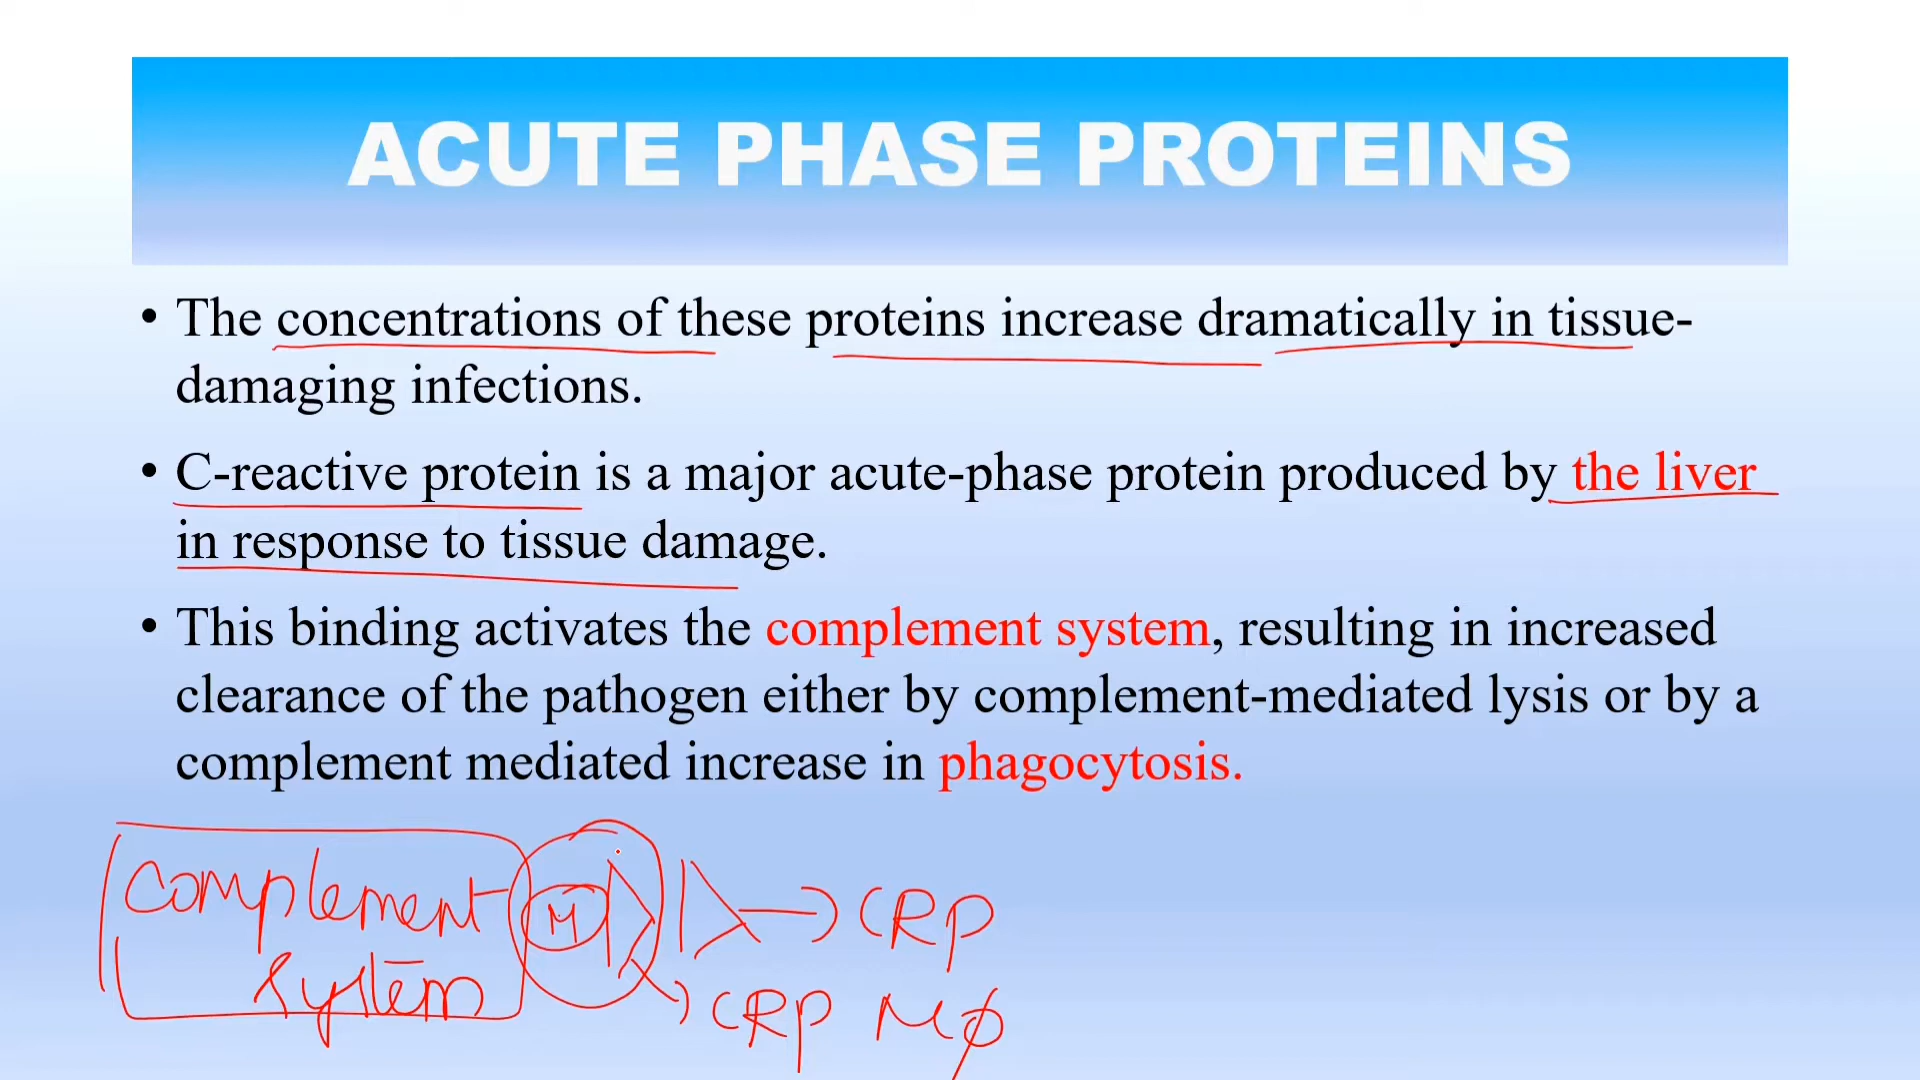 ACUTE PHASE PROTEINS
• The concentrations of these proteins increase dramatically in tissue-
damaging infections.
• C-reactive protein is a major acute-phase protein produced by the liver
in response to tissue damage.
• This binding activates the complement system, resulting in increased
clearance of the pathogen either by complement-mediated lysis or by a
complement mediated increase in phagocytosis.
complement M → CRP
system → CRP Mϕ